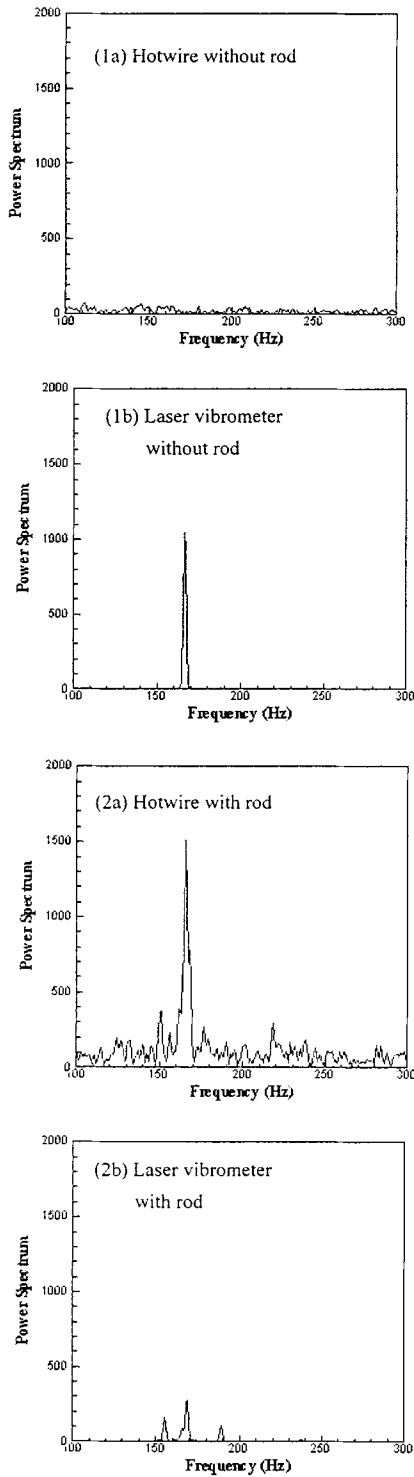 2000
(1a) Hotwire without rod
1500
1000
500
0
100 150 200 250 300
Power Spectrum
Frequency (Hz)
2000
(1b) Laser vibrometer
without rod
1500
1000
500
0
100 150 200 250 300
Power Spectrum
Frequency (Hz)
2000
(2a) Hotwire with rod
1500
1000
500
0
100 150 200 250 300
Power Spectrum
Frequency (Hz)
2000
(2b) Laser vibrometer
with rod
1500
1000
500
0
100 150 200 250 300
Power Spectrum
Frequency (Hz)